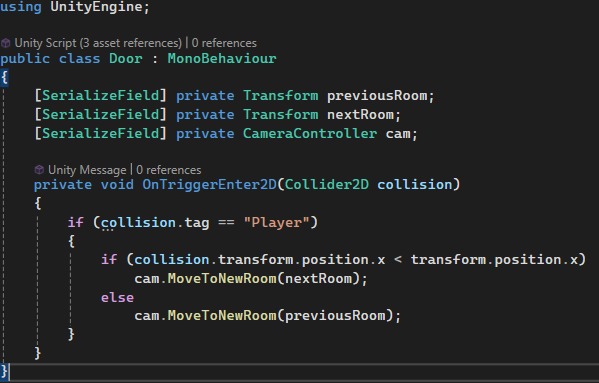 using UnityEngine;
Unity Script (3 asset references) | 0 references
public class Door : MonoBehaviour
{
[SerializeField] private Transform previousRoom;
[SerializeField] private Transform nextRoom;
[SerializeField] private CameraController cam;
Unity Message | 0 references
private void OnTriggerEnter2D(Collider2D collision)
{
if (collision.tag == "Player")
{
if (collision.transform.position.x < transform.position.x)
cam.MoveToNewRoom(nextRoom);
else
cam.MoveToNewRoom(previousRoom);
}
}
}